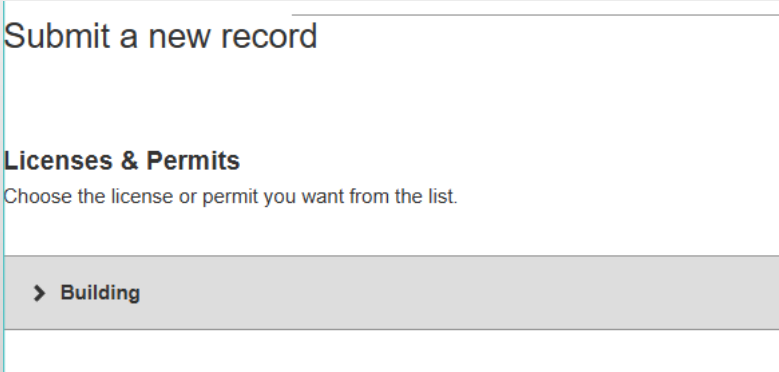 Submit a new record
Licenses & Permits
Choose the license or permit you want from the list.
Building